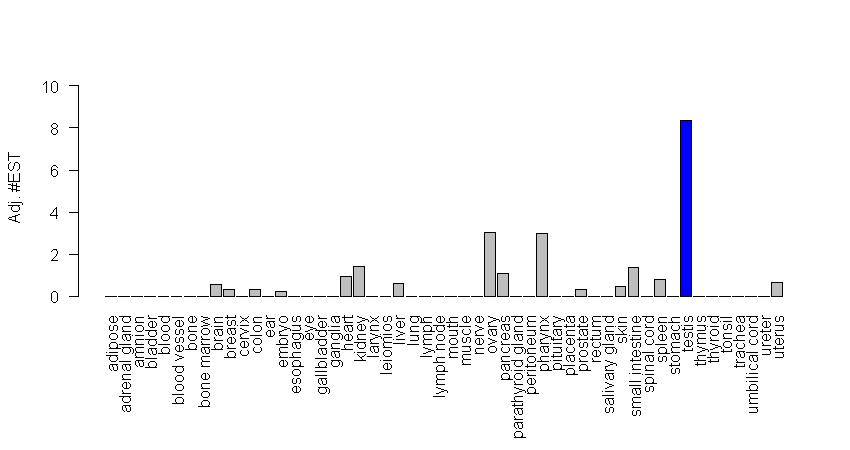 10
8
6
4
2
0
Adj. #EST
adipose
adrenal gland
amnion
bladder
blood
blood vessel
bone
bone marrow
brain
breast
cervix
colon
ear
embryo
esophagus
eye
gallbladder
ganglia
heart
kidney
larynx
leiomios
liver
lung
lymph
lymph node
mouth
muscle
nerve
ovary
pancreas
parathyroid gland
peritoneum
pharynx
pituitary
placenta
prostate
rectum
salivary gland
skin
small intestine
spinal cord
spleen
stomach
testis
thymus
thyroid
tonsil
trachea
umbilical cord
ureter
uterus